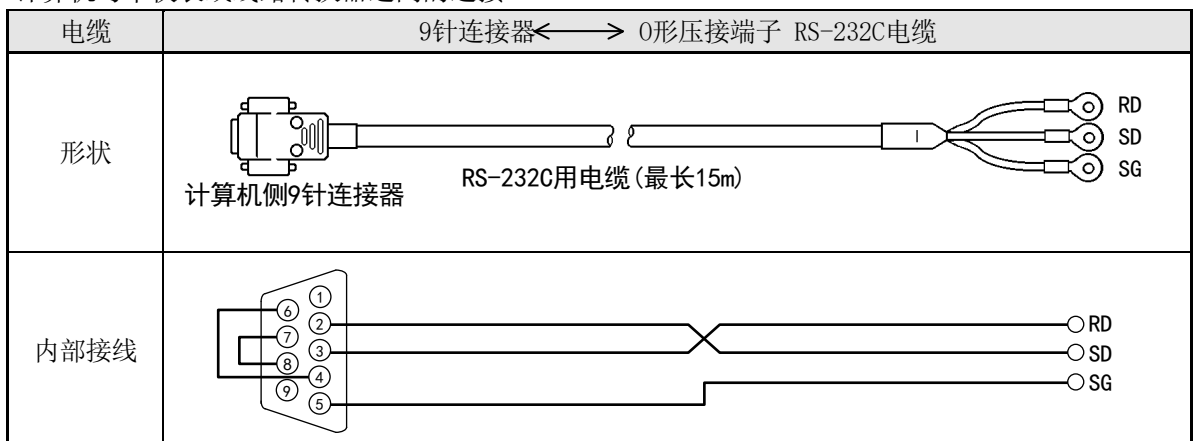 电缆
9针连接器←→ O形压接端子 RS-232C电缆
形状
RD
SD
SG
RS-232C用电缆(最长15m)
计算机侧9针连接器
内部接线
1
6
2
7
3
8
4
9
5
RD
SD
SG